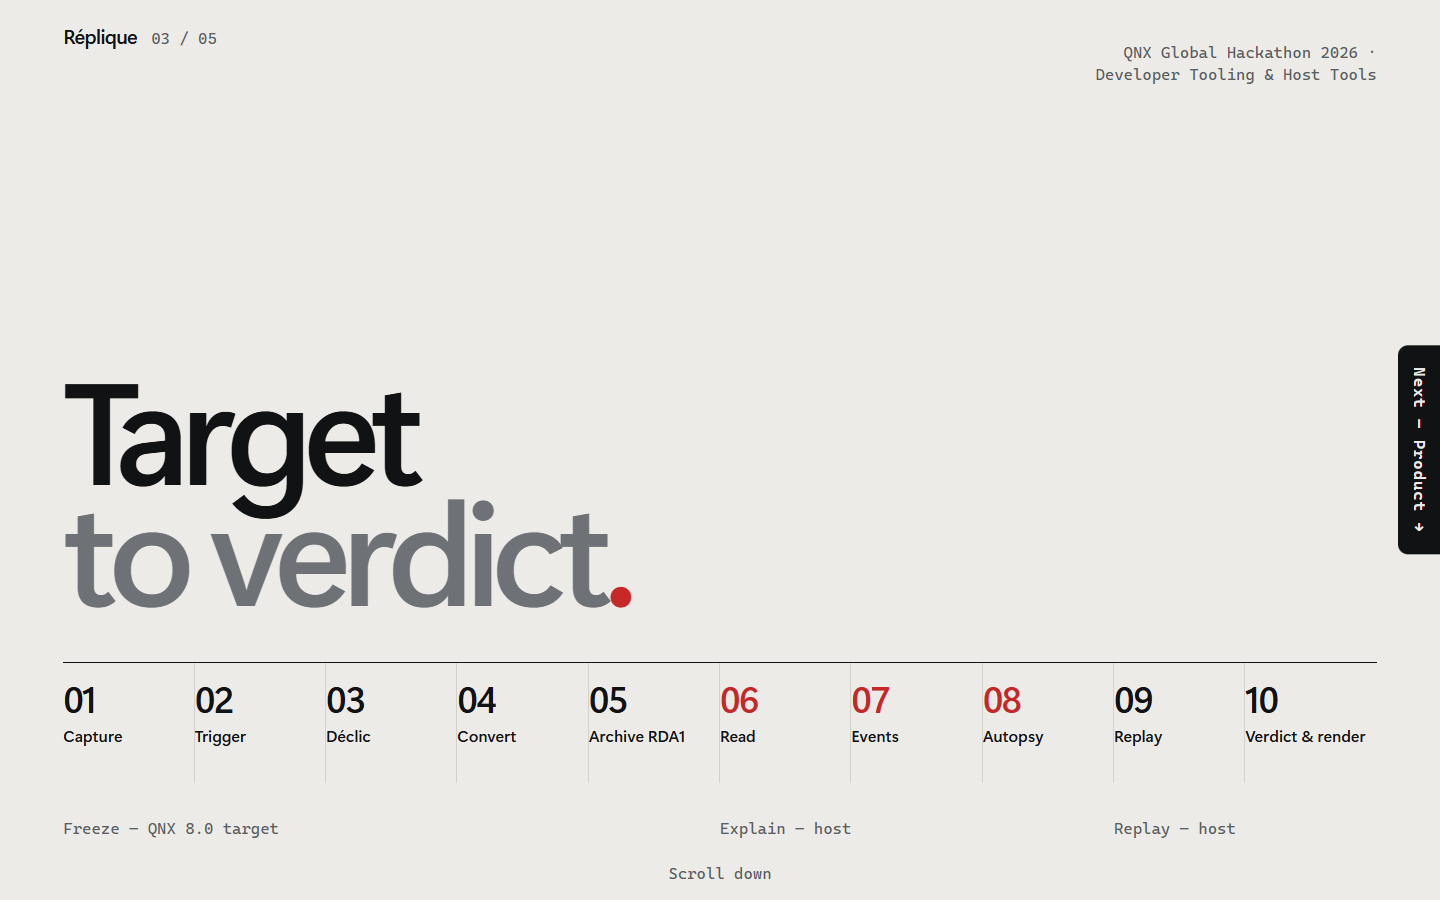 Réplique 03 / 05
QNX Global Hackathon 2026 ·
Developer Tooling & Host Tools
Target
to verdict.
01 02 03 04 05 06 07 08 09 10
Capture Trigger Déclic Convert Archive RDA1 Read Events Autopsy Replay Verdict & render
Freeze — QNX 8.0 target Explain — host Replay — host
Scroll down
Next — Product →